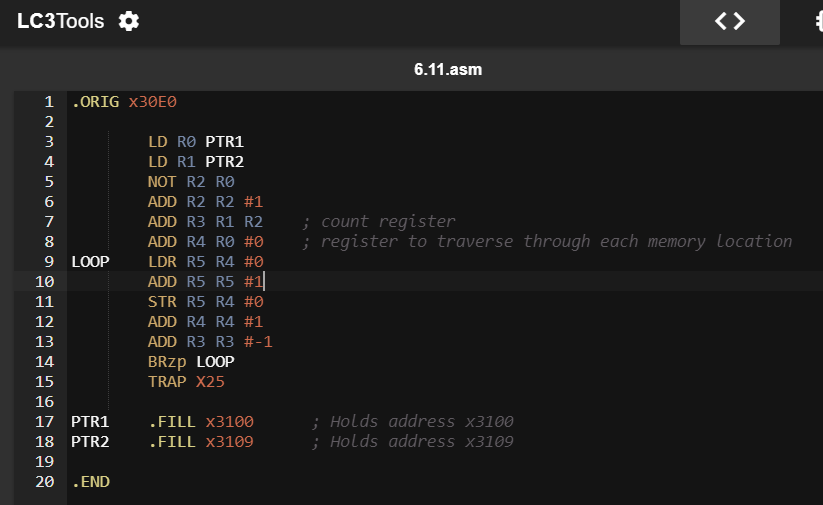 LC3Tools
6.11.asm
1 .ORIG x30E0
2
3 LD R0 PTR1
4 LD R1 PTR2
5 NOT R2 R0
6 ADD R2 R2 #1
7 ADD R3 R1 R2 ; count register
8 ADD R4 R0 #0 ; register to traverse through each memory location
9 LOOP LDR R5 R4 #0
10 ADD R5 R5 #1
11 STR R5 R4 #0
12 ADD R4 R4 #1
13 ADD R3 R3 #-1
14 BRzp LOOP
15 TRAP X25
16
17 PTR1 .FILL x3100 ; Holds address x3100
18 PTR2 .FILL x3109 ; Holds address x3109
19
20 .END